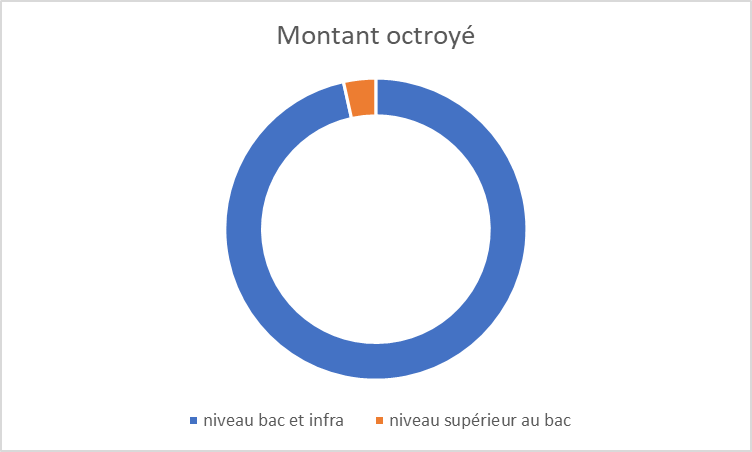 Montant octroyé
niveau bac et infra
niveau supérieur au bac